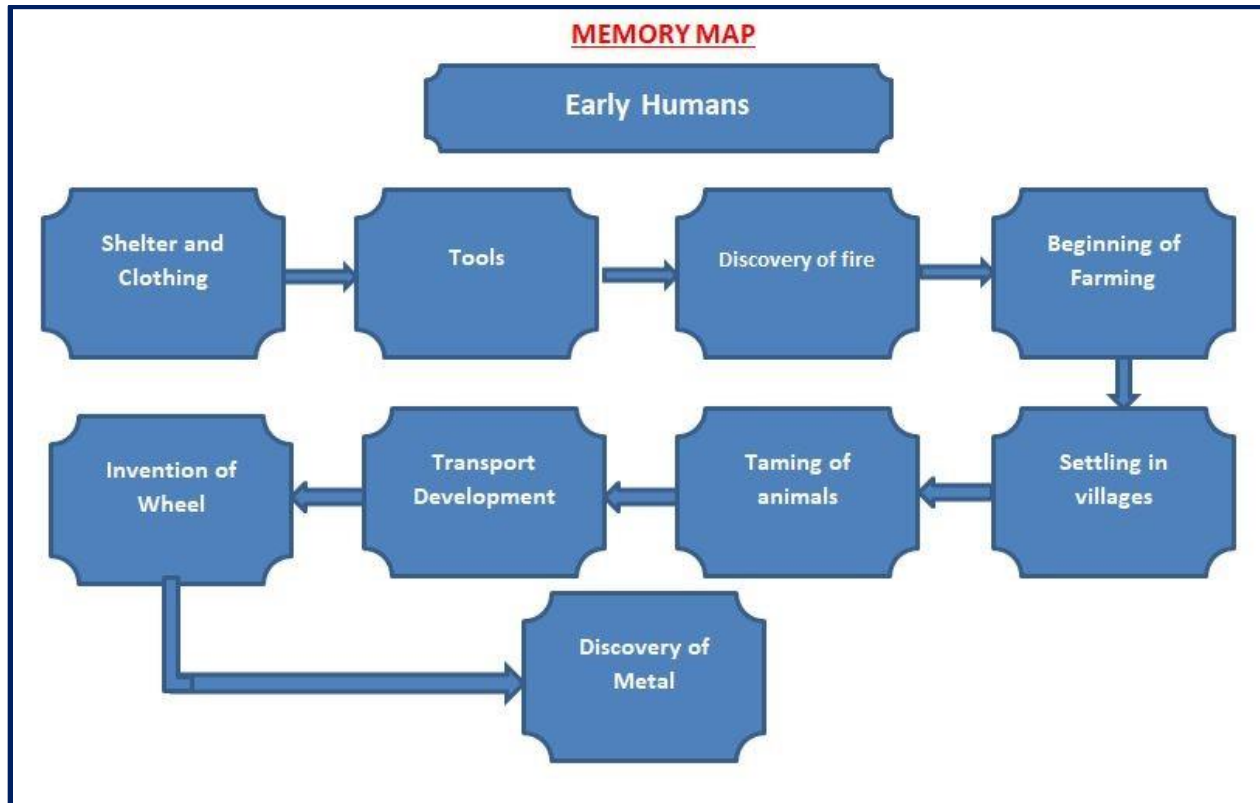 MEMORY MAP
Early Humans
Shelter and
Clothing
Tools
Discovery of fire
Beginning of
Farming
Settling in
villages
Taming of
animals
Transport
Development
Invention of
Wheel
Discovery of
Metal